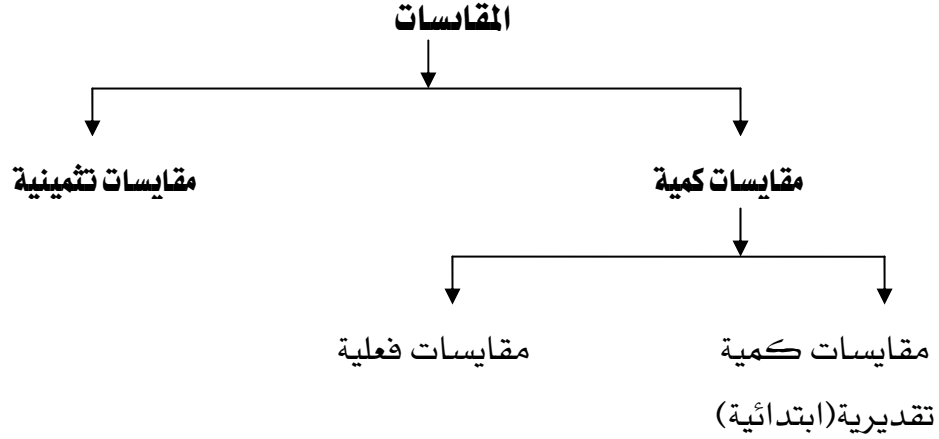 المقايسات
مقايسات كمية
مقايسات تثمينية
مقايسات كمية
تقديرية(ابتدائية)
مقايسات فعلية